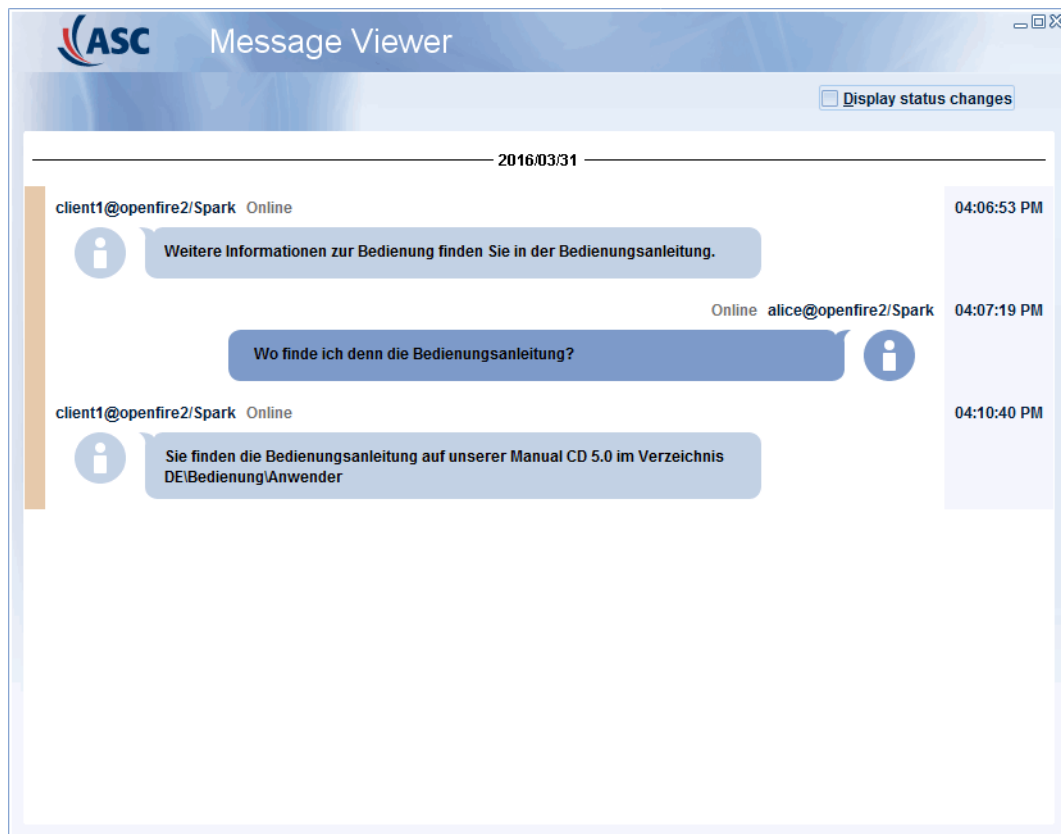 ASC Message Viewer
Display status changes
2016/03/31
client1@openfire2/Spark Online 04:06:53 PM
Weitere Informationen zur Bedienung finden Sie in der Bedienungsanleitung.
Online alice@openfire2/Spark 04:07:19 PM
Wo finde ich denn die Bedienungsanleitung?
client1@openfire2/Spark Online 04:10:40 PM
Sie finden die Bedienungsanleitung auf unserer Manual CD 5.0 im Verzeichnis
DE\Bedienung\Anwender